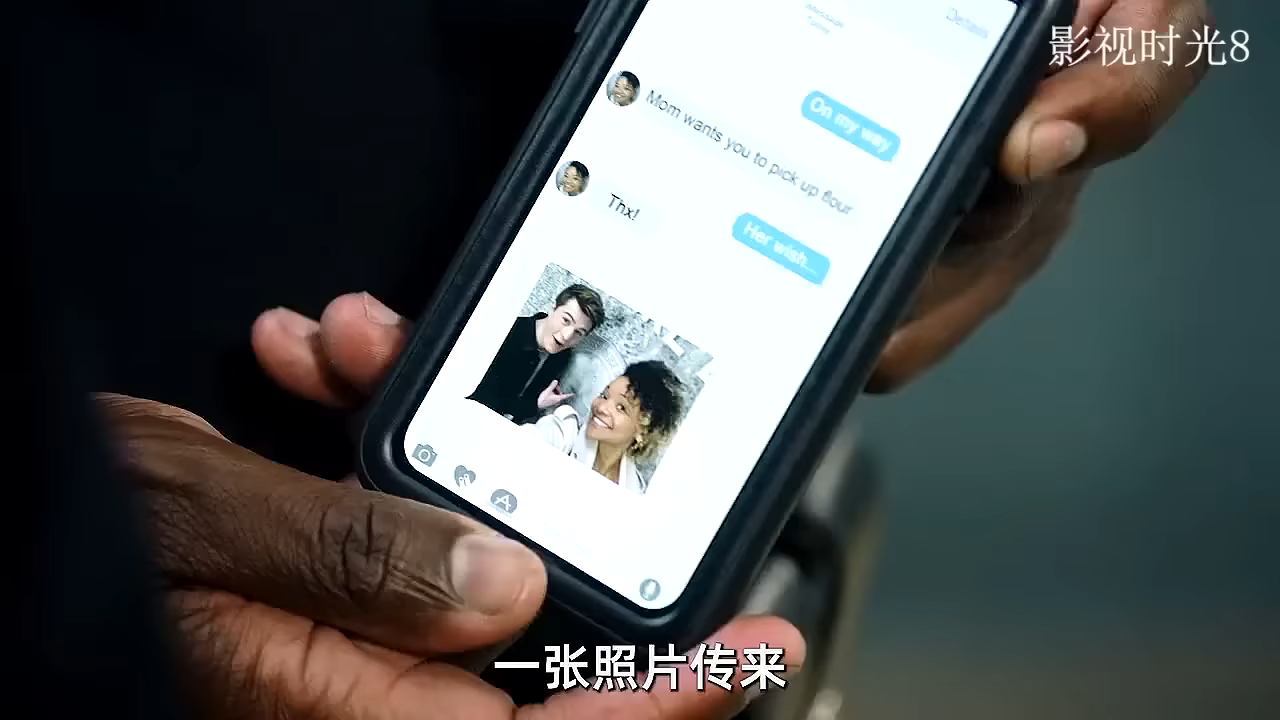 影视时光8
Details
On my way
Mom wants you to pick up flour
Her wish...
Thx!
一张照片传来